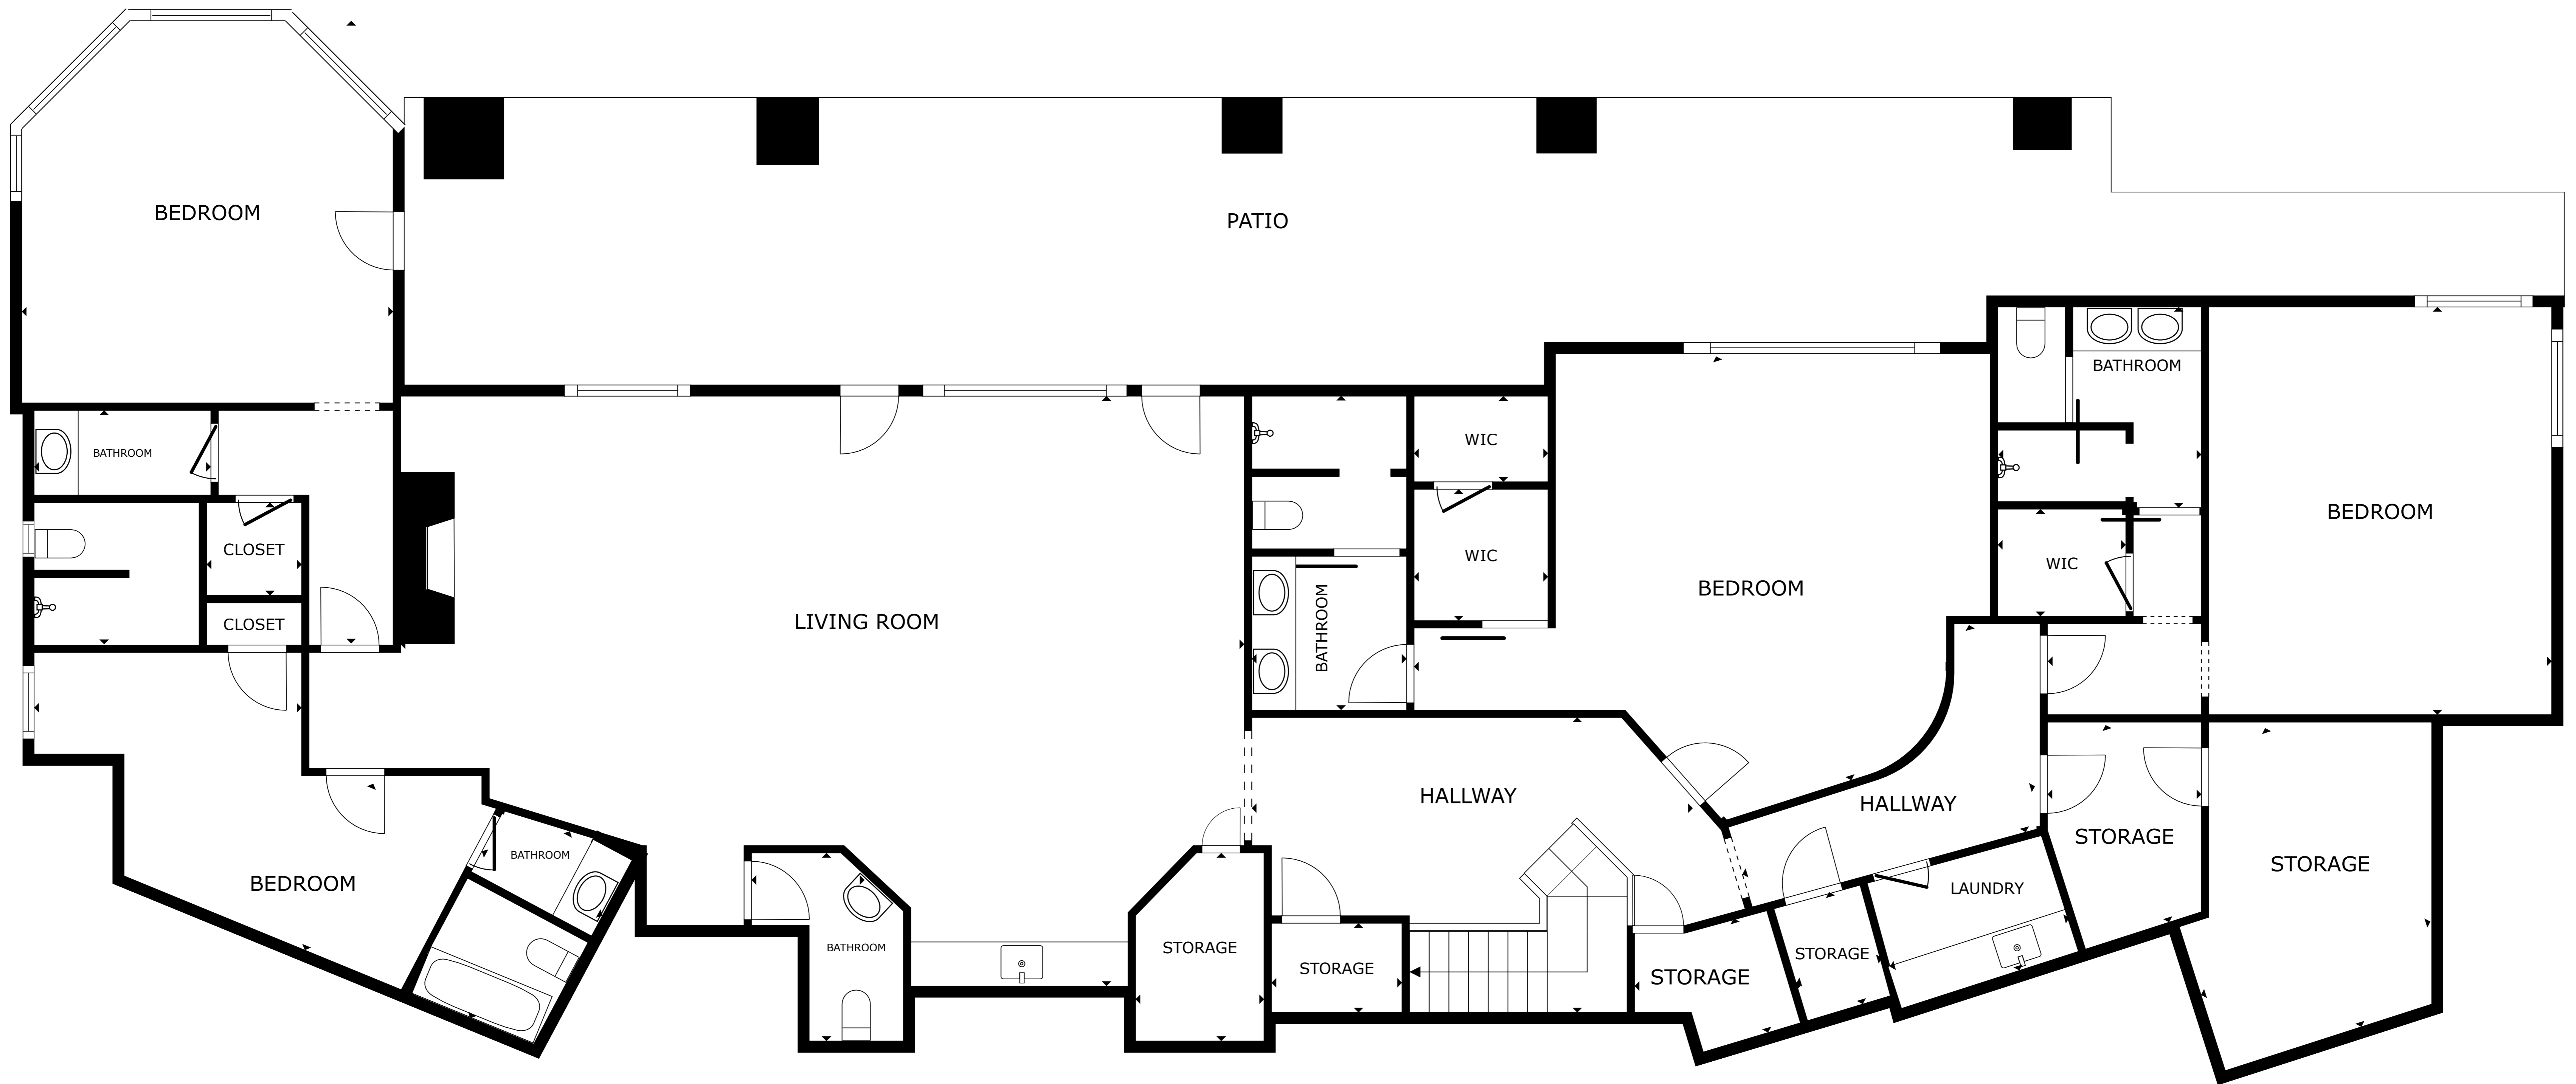 BEDROOM
PATIO
BATHROOM
WIC
BATHROOM
BEDROOM
CLOSET
WIC
WIC
BEDROOM
CLOSET
LIVING ROOM
BATHROOM
HALLWAY
HALLWAY
STORAGE
BATHROOM
STORAGE
BEDROOM
LAUNDRY
BATHROOM
STORAGE
STORAGE
STORAGE
STORAGE